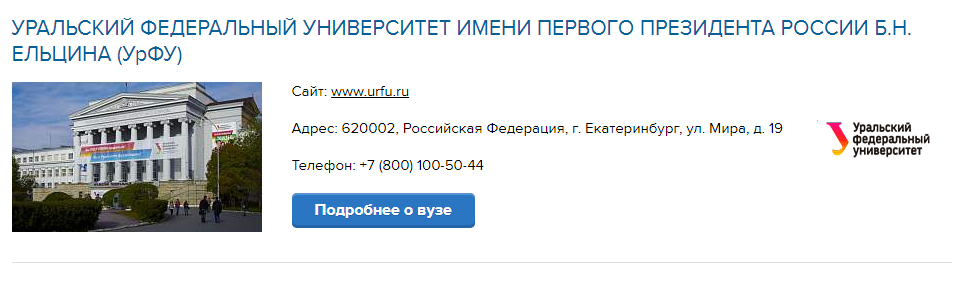 УРАЛЬСКИЙ ФЕДЕРАЛЬНЫЙ УНИВЕРСИТЕТ ИМЕНИ ПЕРВОГО ПРЕЗИДЕНТА РОССИИ Б.Н.
ЕЛЬЦИНА (УрФУ)
Сайт: www.urfu.ru
Адрес: 620002, Российская Федерация, г. Екатеринбург, ул. Мира, д. 19
Уральский
федеральный
университет
Телефон: +7 (800) 100-50-44
Подробнее о вузе